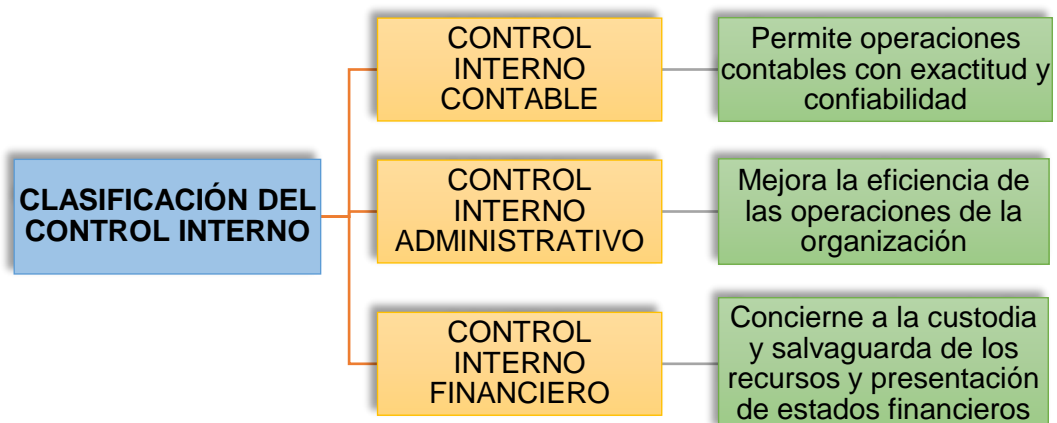 CLASIFICACIÓN DEL
CONTROL INTERNO
CONTROL
INTERNO
CONTABLE
Permite operaciones
contables con exactitud y
confiabilidad
CONTROL
INTERNO
ADMINISTRATIVO
Mejora la eficiencia de
las operaciones de la
organización
CONTROL
INTERNO
FINANCIERO
Concierne a la custodia
y salvaguarda de los
recursos y presentación
de estados financieros